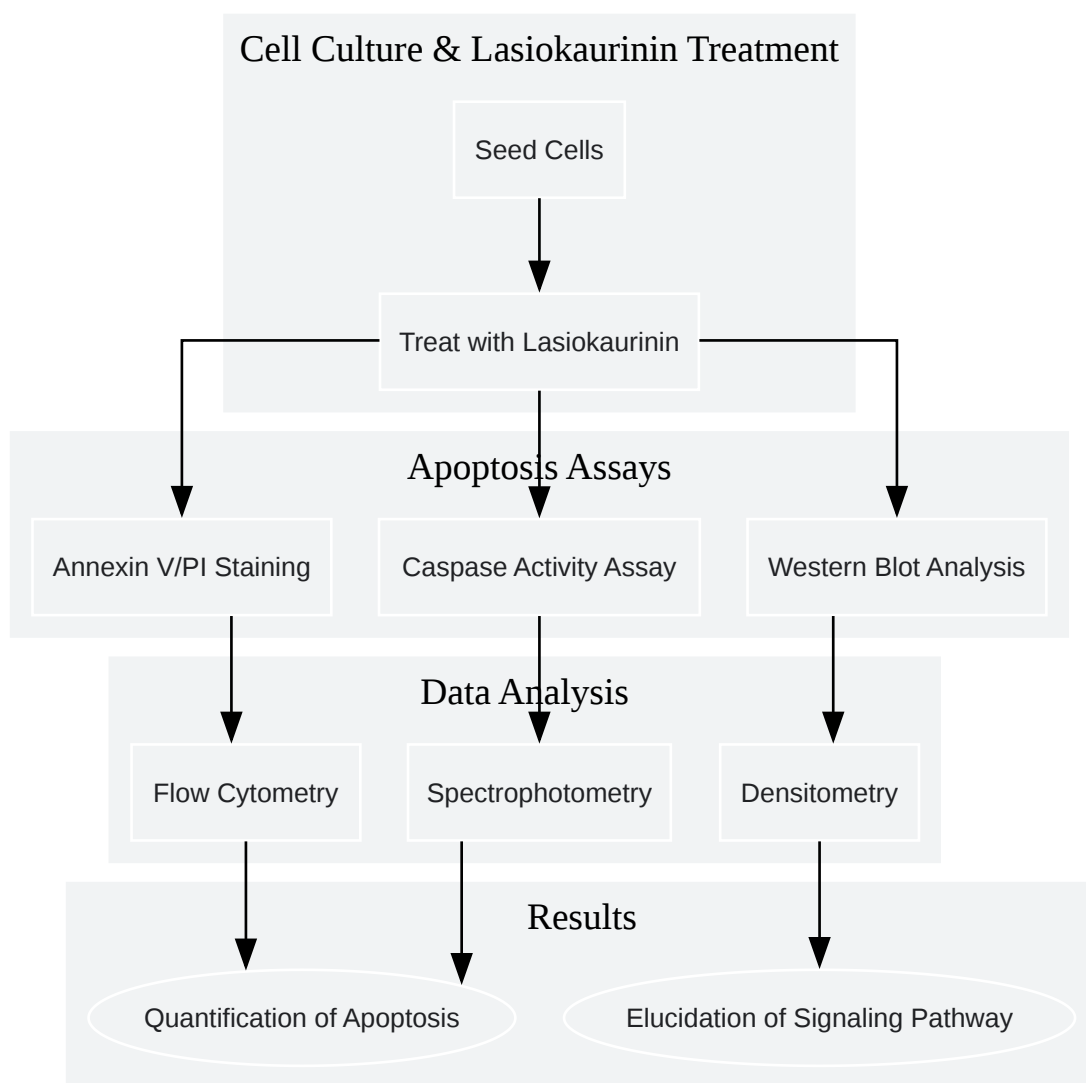 Cell Culture & Lasiokaurinin Treatment
Seed Cells
Treat with Lasiokaurinin
Apoptosis Assays
Annexin V/PI Staining
Caspase Activity Assay
Western Blot Analysis
Data Analysis
Flow Cytometry
Spectrophotometry
Densitometry
Results
Quantification of Apoptosis
Elucidation of Signaling Pathway